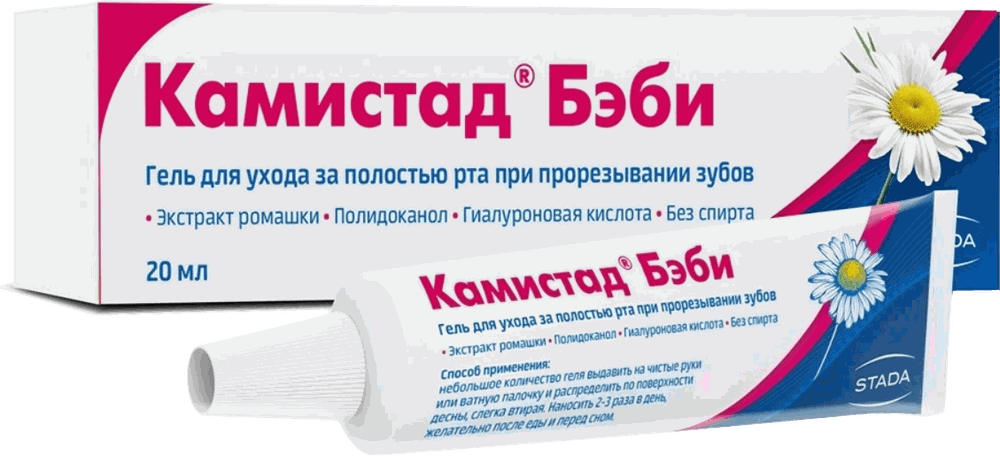 Камистад® Бэби
Гель для ухода за полостью рта при прорезывании зубов
• Экстракт ромашки • Полидоканол • Гиалуроновая кислота • Без спирта
20 мл
DA
Камистад® Бэби
Гель для ухода за полостью рта при прорезывании зубов
• Экстракт ромашки • Полидоканол • Гиалуроновая кислота • Без спирта
Способ применения:
небольшое количество геля выдавить на чистые руки
или ватную палочку и распределить по поверхности
десны, слегка втирая. Наносить 2-3 раза в день,
желательно после еды и перед сном.
STADA